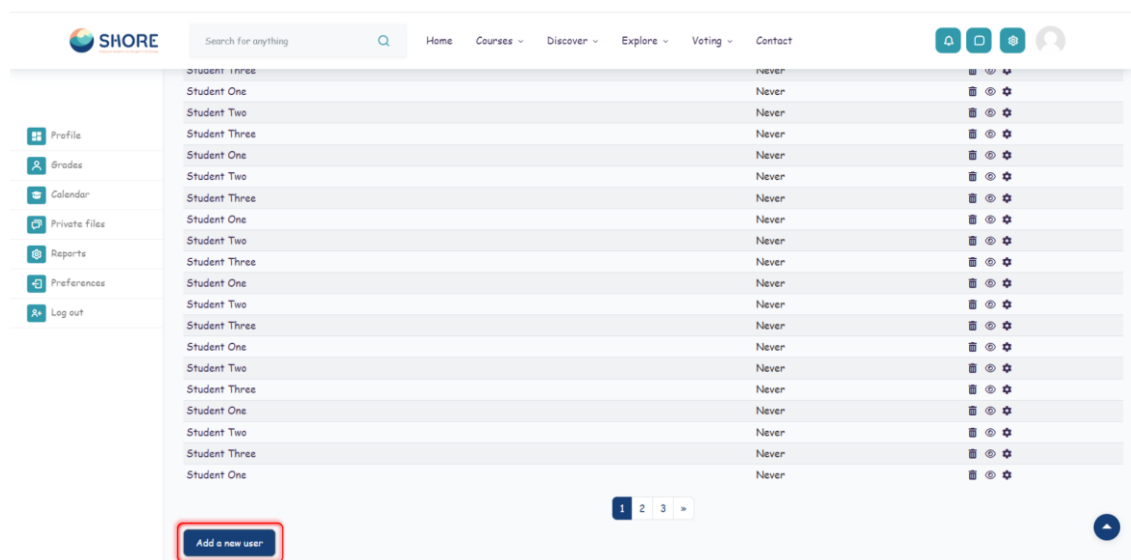 SHORE
Search for anything
Home Courses Discover Explore Voting Contact
Student Three Never
Student One Never
Student Two Never
Student Three Never
Student One Never
Student Two Never
Student Three Never
Student One Never
Student Two Never
Student Three Never
Student One Never
Student Two Never
Student Three Never
Student One Never
Student Two Never
Student Three Never
Student One Never
Student Two Never
Student Three Never
Student One Never
Profile
Grades
Calendar
Private files
Reports
Preferences
Log out
1 2 3 »
Add a new user